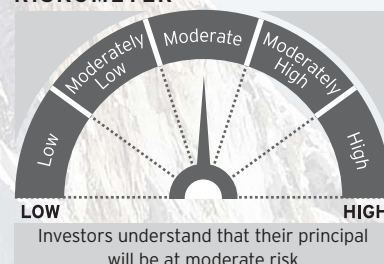 RISKOMETER
Moderate
Moderately
Low
Moderately
High
Low
High
LOW HIGH
Investors understand that their principal
will be at moderate risk